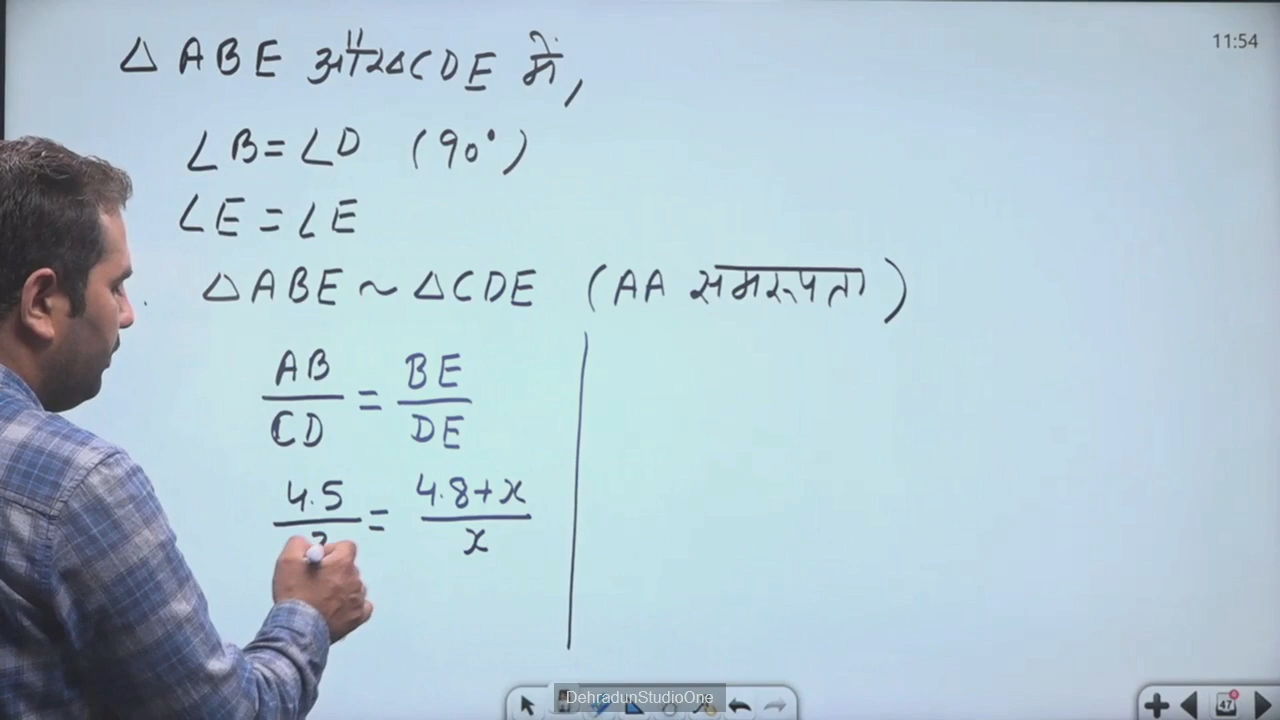 11:54
△ ABE और △CDE में,
∠B = ∠D (90°)
∠E = ∠E
△ABE ~ △CDE (AA समरूपता)
AB/CD = BE/DE
4.5/ = 4.8+x/x
DehradunStudioOne
47